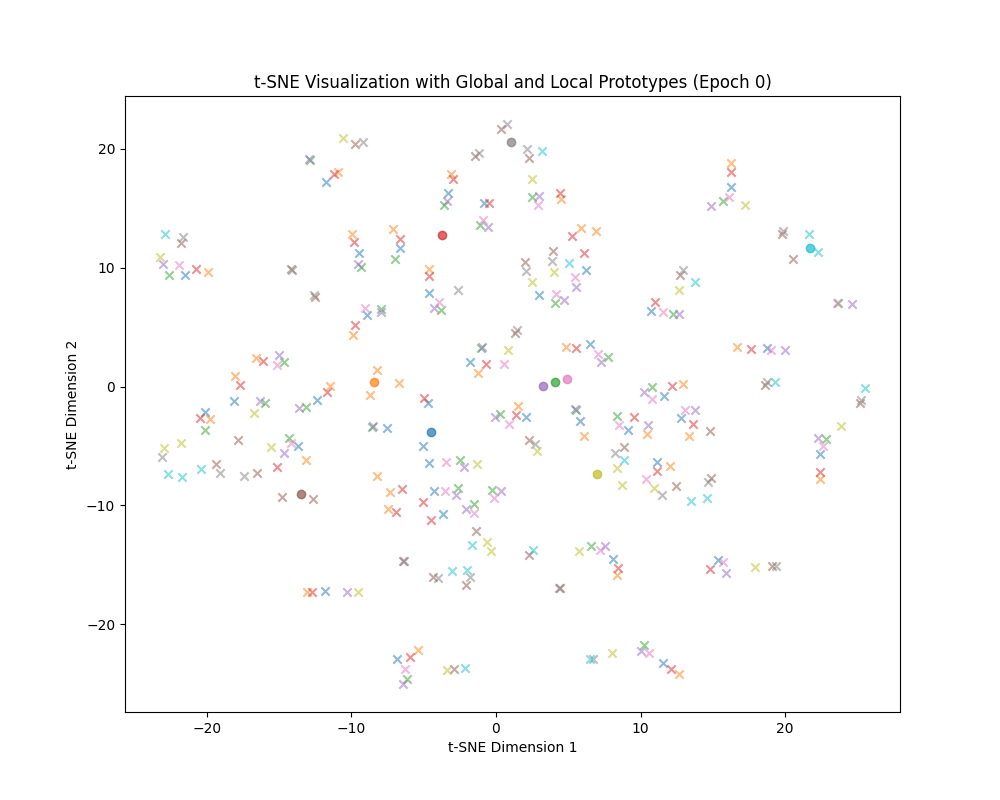 t-SNE Visualization with Global and Local Prototypes (Epoch 0)
20
10
0
−10
−20
t-SNE Dimension 2
−20 −10 0 10 20
t-SNE Dimension 1